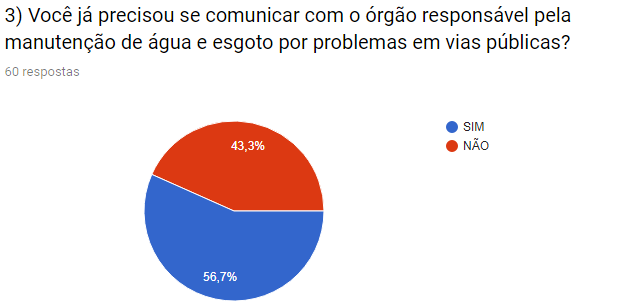 3) Você já precisou se comunicar com o órgão responsável pela
manutenção de água e esgoto por problemas em vias públicas?
60 respostas
SIM
NÃO
43,3%
56,7%